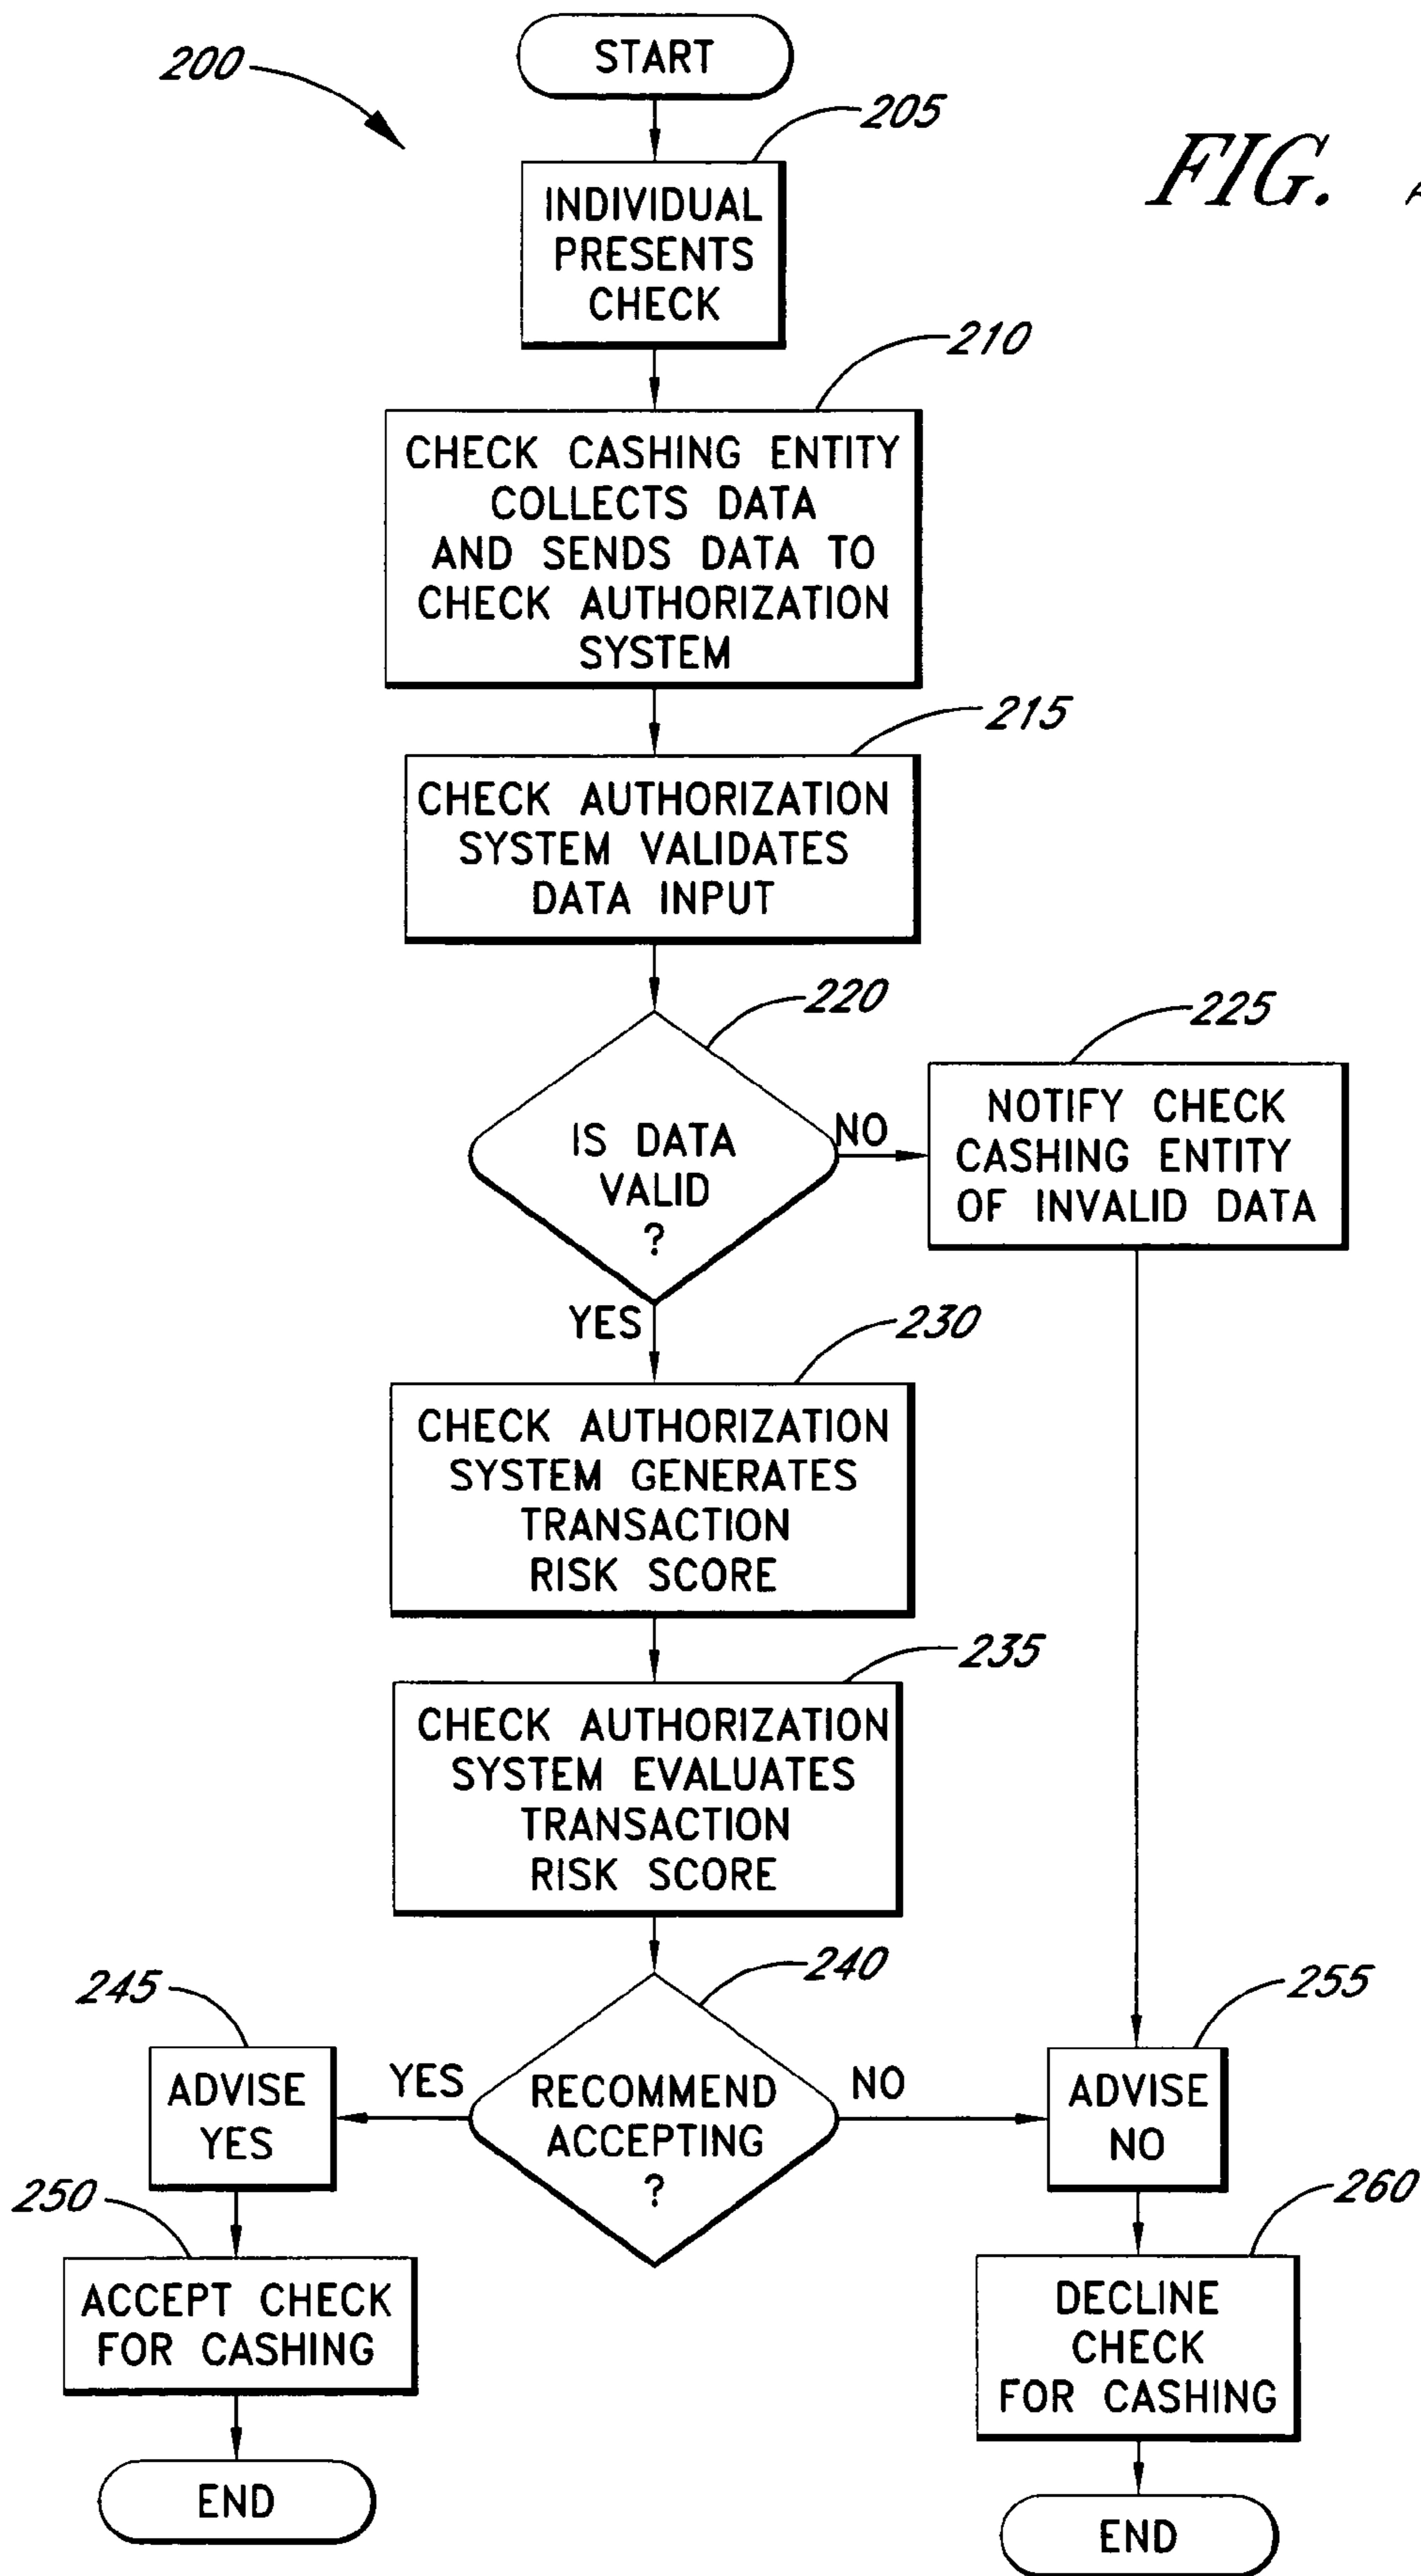 200
START
205
FIG.
INDIVIDUAL
PRESENTS
CHECK
210
CHECK CASHING ENTITY
COLLECTS DATA
AND SENDS DATA TO
CHECK AUTHORIZATION
SYSTEM
215
CHECK AUTHORIZATION
SYSTEM VALIDATES
DATA INPUT
220
IS DATA
VALID
?
NO
225
NOTIFY CHECK
CASHING ENTITY
OF INVALID DATA
YES
230
CHECK AUTHORIZATION
SYSTEM GENERATES
TRANSACTION
RISK SCORE
235
CHECK AUTHORIZATION
SYSTEM EVALUATES
TRANSACTION
RISK SCORE
240
RECOMMEND
ACCEPTING
?
YES
245
ADVISE
YES
250
ACCEPT CHECK
FOR CASHING
END
NO
255
ADVISE
NO
260
DECLINE
CHECK
FOR CASHING
END